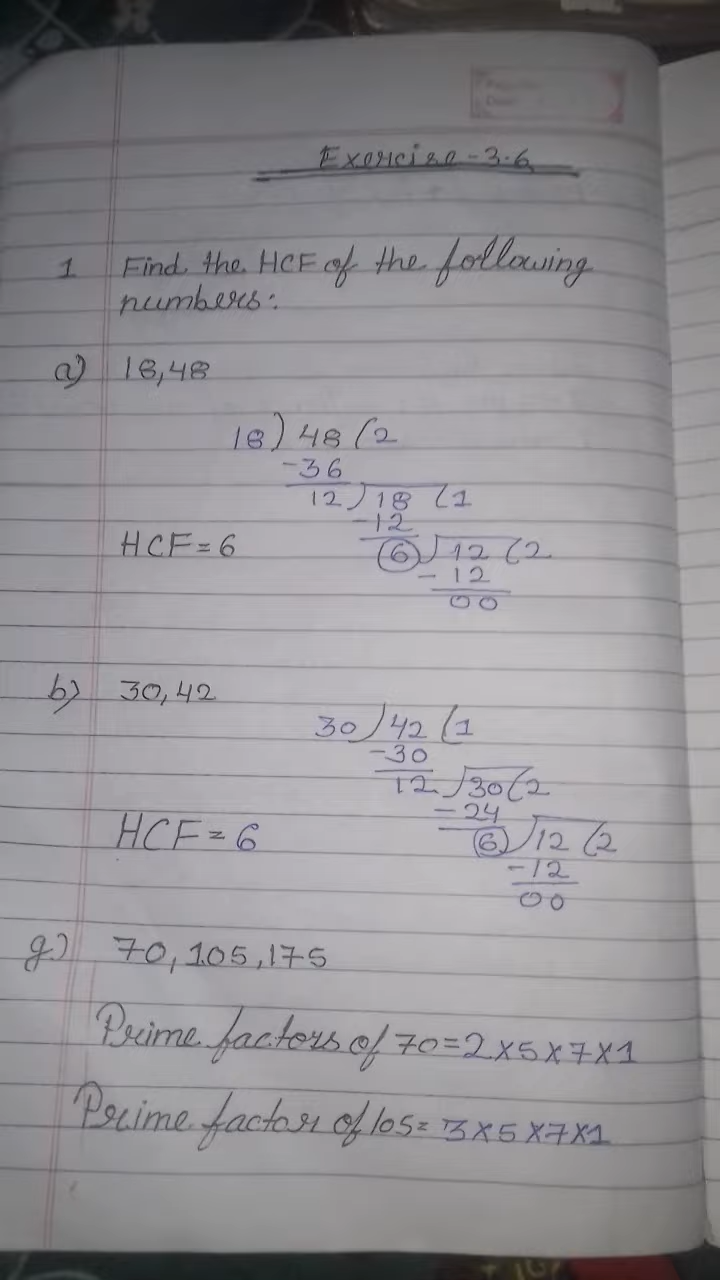 Exercise-3.6
1 Find the HCF of the following
numbers:
a) 18,48
18) 48 (2
-36
12) 18 (1
-12
HCF=6 6) 12 (2
-12
00
b) 30,42
30) 42 (1
-30
12) 30 (2
-24
HCF=6 6) 12 (2
-12
00
g) 70,105,175
Prime factors of 70=2×5×7×1
Prime factor of 105= 3×5×7×1